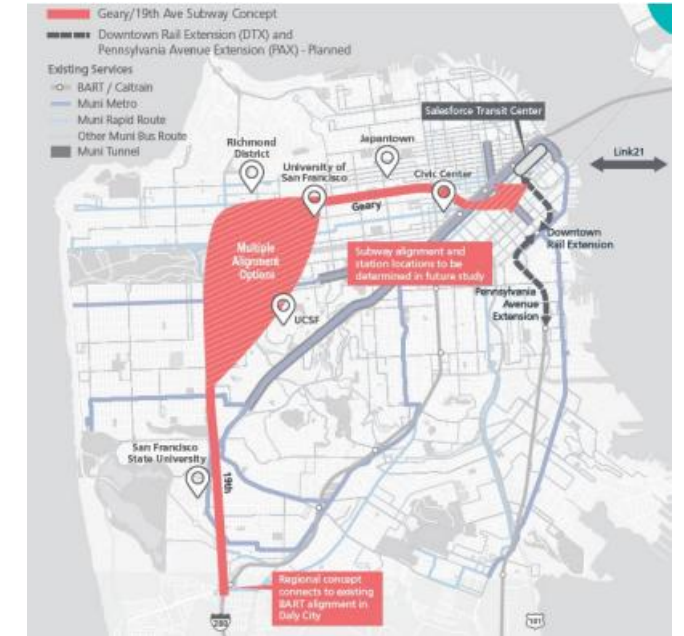 Geary/19th Ave Subway Concept
Downtown Rail Extension (DTX) and
Pennsylvania Avenue Extension (PAX) - Planned
Existing Services
BART / Caltrain
Muni Metro
Muni Rapid Route
Other Muni Bus Route
Muni Tunnel
Salesforce Transit Center
Link21
Richmond
District
Japantown
University of
San Francisco
Civic Center
Geary
Downtown
Rail Extension
Multiple
Alignment
Options
Subway alignment and
station locations to be
determined in future study
Pennsylvania
Avenue
Extension
UCSF
San Francisco
State University
19th
Regional concept
connects to existing
BART alignment in
Daly City
280
101